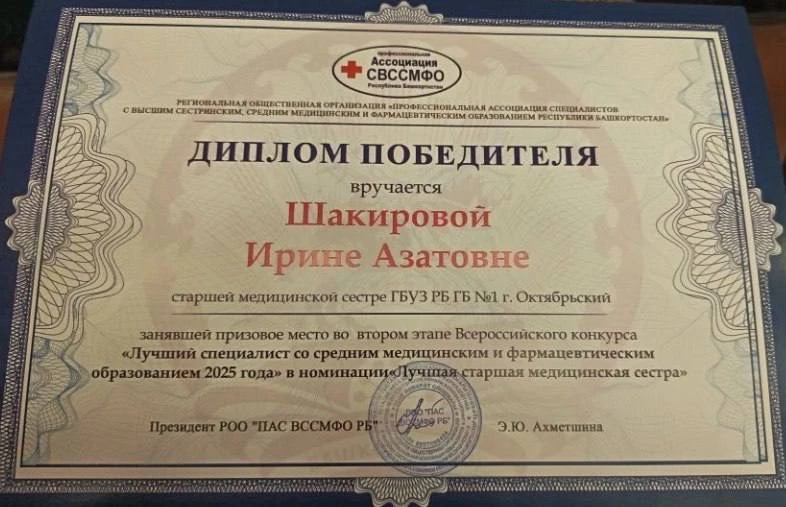 профессиональная
Ассоциация
СВССМФО
Республики Башкортостан
РЕГИОНАЛЬНАЯ ОБЩЕСТВЕННАЯ ОРГАНИЗАЦИЯ «ПРОФЕССИОНАЛЬНАЯ АССОЦИАЦИЯ СПЕЦИАЛИСТОВ
С ВЫСШИМ СЕСТРИНСКИМ, СРЕДНИМ МЕДИЦИНСКИМ И ФАРМАЦЕВТИЧЕСКИМ ОБРАЗОВАНИЕМ РЕСПУБЛИКИ БАШКОРТОСТАН»
ДИПЛОМ ПОБЕДИТЕЛЯ
вручается
Шакировой
Ирине Азатовне
старшей медицинской сестре ГБУЗ РБ ГБ №1 г. Октябрьский
занявшей призовое место во втором этапе Всероссийского конкурса
«Лучший специалист со средним медицинским и фармацевтическим
образованием 2025 года» в номинации«Лучшая старшая медицинская сестра»
Президент РОО "ПАС ВССМФО РБ" Э.Ю. Ахметшина